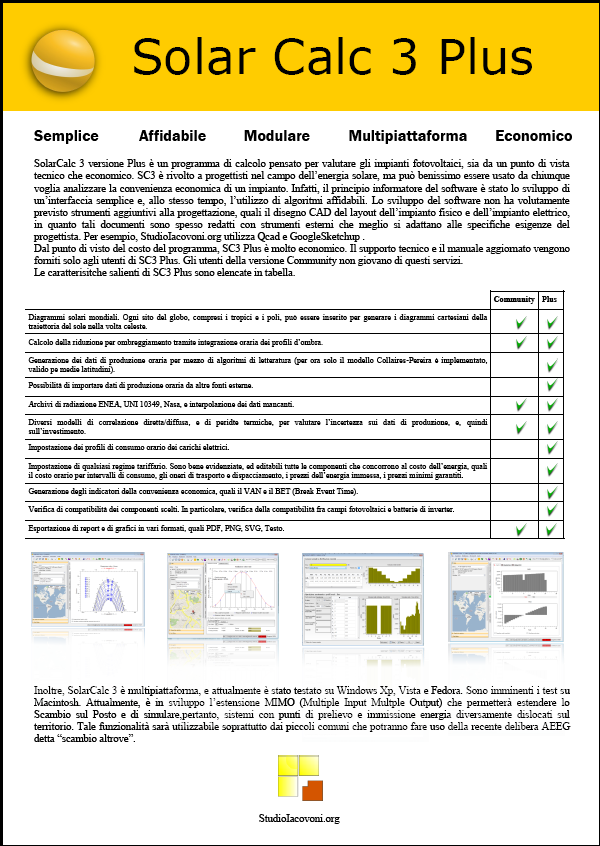 Solar Calc 3 Plus
Semplice Affidabile Modulare Multipiattaforma Economico
SolarCalc 3 versione Plus è un programma di calcolo pensato per valutare gli impianti fotovoltaici, sia da un punto di vista
tecnico che economico. SC3 è rivolto a progettisti nel campo dell'energia solare, ma può benissimo essere usato da chiunque
voglia analizzare la convenienza economica di un impianto. Infatti, il principio informatore del software è stato lo sviluppo di
un'interfaccia semplice e, allo stesso tempo, l'utilizzo di algoritmi affidabili. Lo sviluppo del software non ha volutamente
previsto strumenti aggiuntivi alla progettazione, quali il disegno CAD del layout dell'impianto fisico e dell'impianto elettrico,
in quanto tali documenti sono spesso redatti con strumenti esterni che meglio si adattano alle specifiche esigenze del
progettista. Per esempio, StudioIacovoni.org utilizza Qcad e GoogleSketchup .
Dal punto di visto del costo del programma, SC3 Plus è molto economico. Il supporto tecnico e il manuale aggiornato vengono
forniti solo agli utenti di SC3 Plus. Gli utenti della versione Community non giovano di questi servizi.
Le caratterisitche salienti di SC3 Plus sono elencate in tabella.
Community Plus
Diagrammi solari mondiali. Ogni sito del globo, compresi i tropici e i poli, può essere inserito per generare i diagrammi cartesiani della
traiettoria del sole nella volta celeste.
Calcolo della riduzione per ombreggiamento tramite integrazione oraria dei profili d'ombra.
Generazione dei dati di produzione oraria per mezzo di algoritmi di letteratura (per ora solo il modello Collaires-Pereira è implementato,
valido pe medie latitudini).
Possibilità di importare dati di produzione oraria da altre fonti esterne.
Archivi di radiazione ENEA, UNI 10349, Nasa, e interpolazione dei dati mancanti.
Diversi modelli di correlazione diretta/diffusa, e di peridte termiche, per valutare l'incertezza sui dati di produzione, e, quindi
sull'investimento.
Impostazione dei profili di consumo orario dei carichi elettrici.
Impostazione di qualsiasi regime tariffario. Sono bene evidenziate, ed editabili tutte le componenti che concorrono al costo dell'energia, quali
il costo orario per intervalli di consumo, gli oneri di trasporto e dispacciamento, i prezzi dell'energia immessa, i prezzi minimi garantiti.
Generazione degli indicatori della convenienza economica, quali il VAN e il BET (Break Event Time).
Verifica di compatibilità dei componenti scelti. In particolare, verifica della compatibilità fra campi fotovoltaici e batterie di inverter.
Esportazione di report e di grafici in vari formati, quali PDF, PNG, SVG, Testo.
Inoltre, SolarCalc 3 è multipiattaforma, e attualmente è stato testato su Windows Xp, Vista e Fedora. Sono imminenti i test su
Macintosh. Attualmente, è in sviluppo l'estensione MIMO (Multiple Input Multple Output) che permetterà estendere lo
Scambio sul Posto e di simulare,pertanto, sistemi con punti di prelievo e immissione energia diversamente dislocati sul
territorio. Tale funzionalità sarà utilizzabile soprattutto dai piccoli comuni che potranno fare uso della recente delibera AEEG
detta "scambio altrove".
StudioIacovoni.org